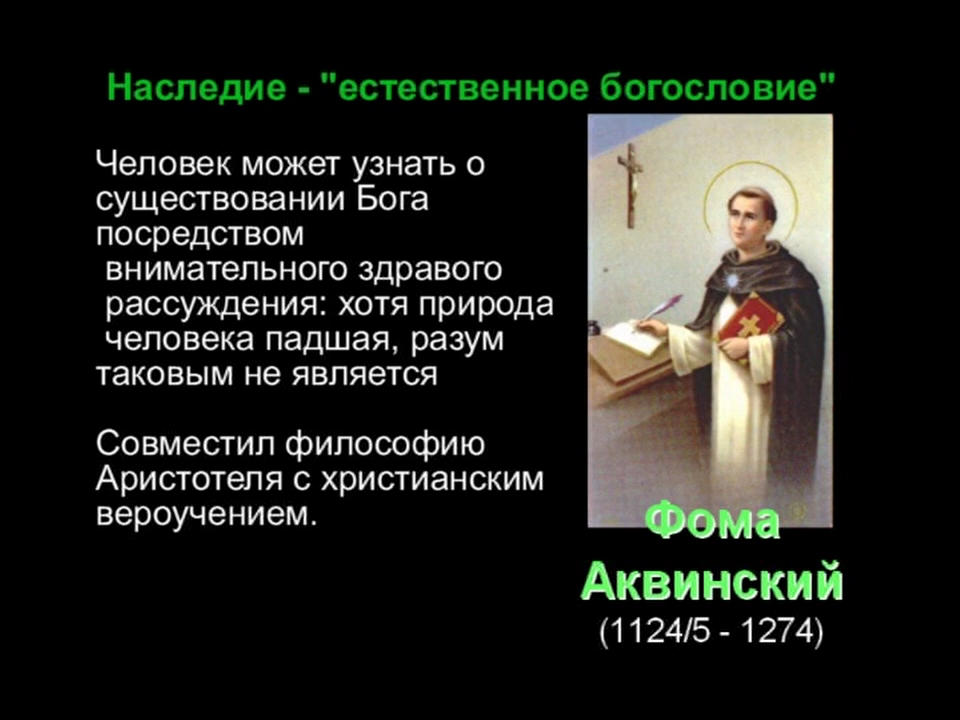 Наследие - "естественное богословие"
Человек может узнать о
существовании Бога
посредством
внимательного здравого
рассуждения: хотя природа
человека падшая, разум
таковым не является
Совместил философию
Аристотеля с христианским
вероучением.
Фома
Аквинский
(1124/5 - 1274)